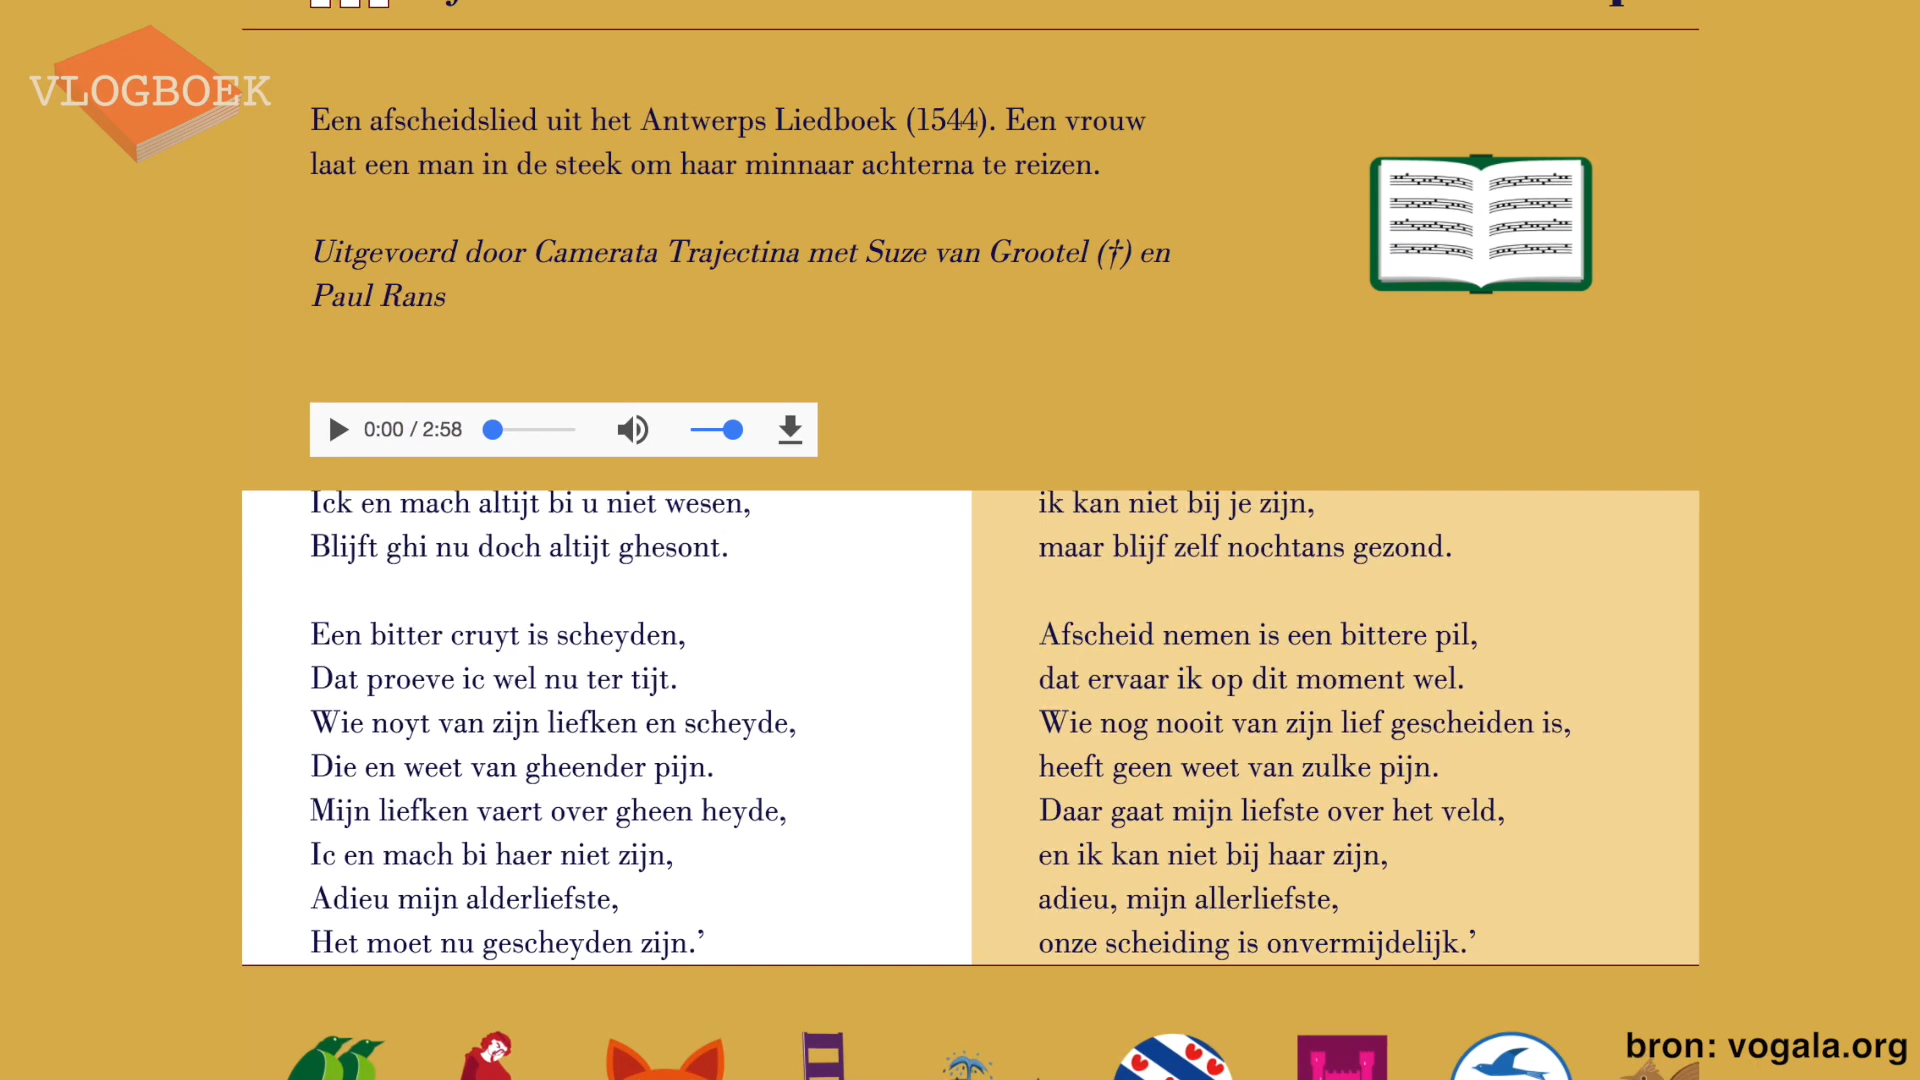 VLOGBOEK
Een afscheidslied uit het Antwerps Liedboek (1544). Een vrouw
laat een man in de steek om haar minnaar achterna te reizen.
Uitgevoerd door Camerata Trajectina met Suze van Grootel (†) en
Paul Rans
0:00 / 2:58
Ick en mach altijt bi u niet wesen,
Blijft ghi nu doch altijt ghesont.
Een bitter cruyt is scheyden,
Dat proeve ic wel nu ter tijt.
Wie noyt van zijn liefken en scheyde,
Die en weet van gheender pijn.
Mijn liefken vaert over gheen heyde,
Ic en mach bi haer niet zijn,
Adieu mijn alderliefste,
Het moet nu gescheyden zijn.’
ik kan niet bij je zijn,
maar blijf zelf nochtans gezond.
Afscheid nemen is een bittere pil,
dat ervaar ik op dit moment wel.
Wie nog nooit van zijn lief gescheiden is,
heeft geen weet van zulke pijn.
Daar gaat mijn liefste over het veld,
en ik kan niet bij haar zijn,
adieu, mijn allerliefste,
onze scheiding is onvermijdelijk.’
bron: vogala.org